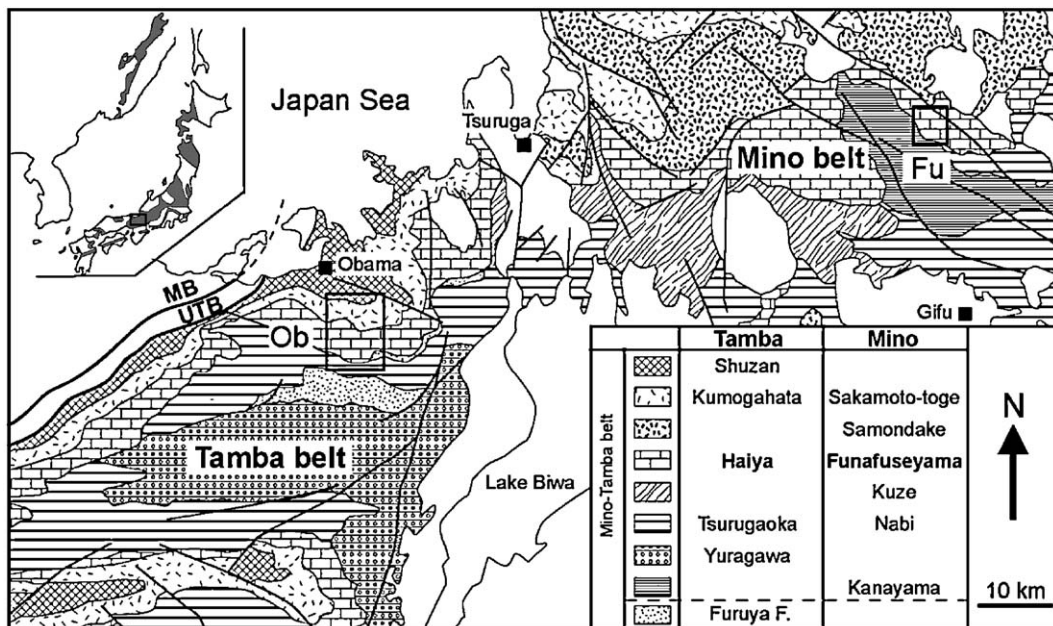 Japan Sea
Tsuruga
Mino belt
Fu
Obama
MB
UTB
Gifu
Ob
Tamba belt
Lake Biwa
Mino-Tamba belt
Tamba Mino
Shuzan
Kumogahata Sakamoto-toge
Samondake
Haiya Funafuseyama
Kuze
Tsurugaoka Nabi
Yuragawa
Kanayama
Furuya F.
N
10 km